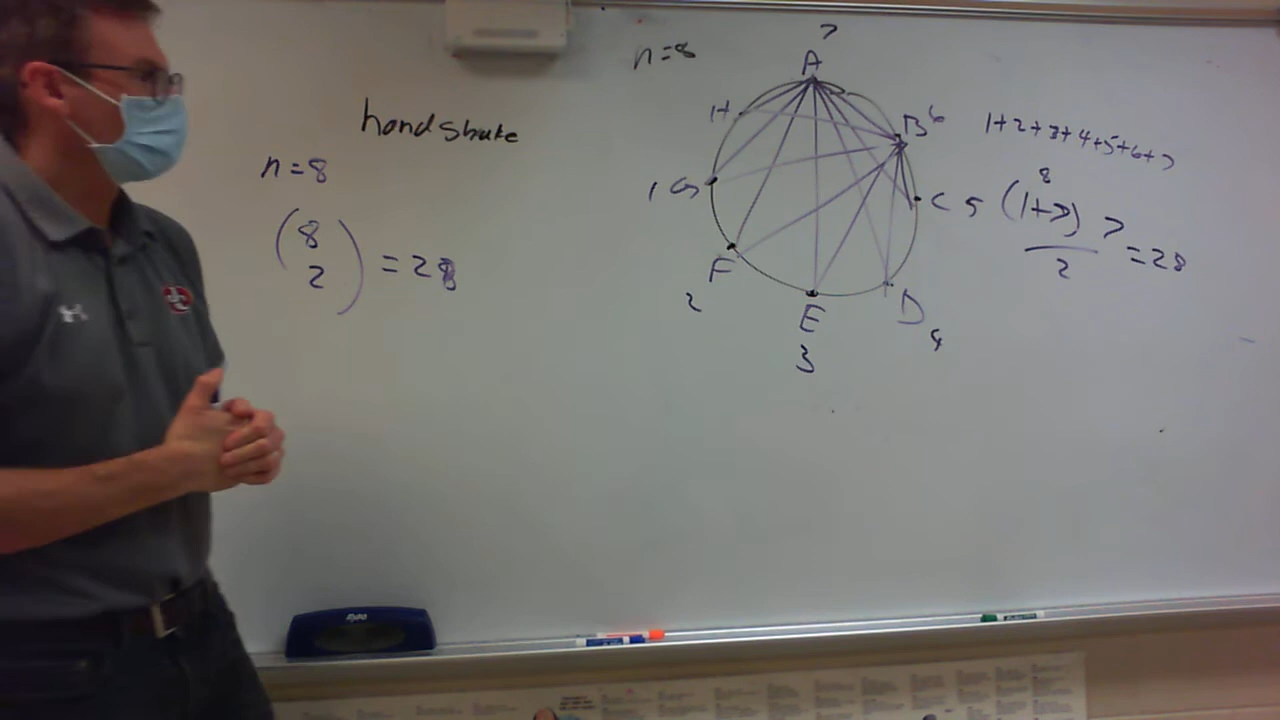 handshake
n=8
(8
2) = 28
n=8
7
A
H
B 6
1 G
C 5
F
2
E
3
D
4
1+2+3+4+5+6+7
8
(1+7) 7
2
=28
expo